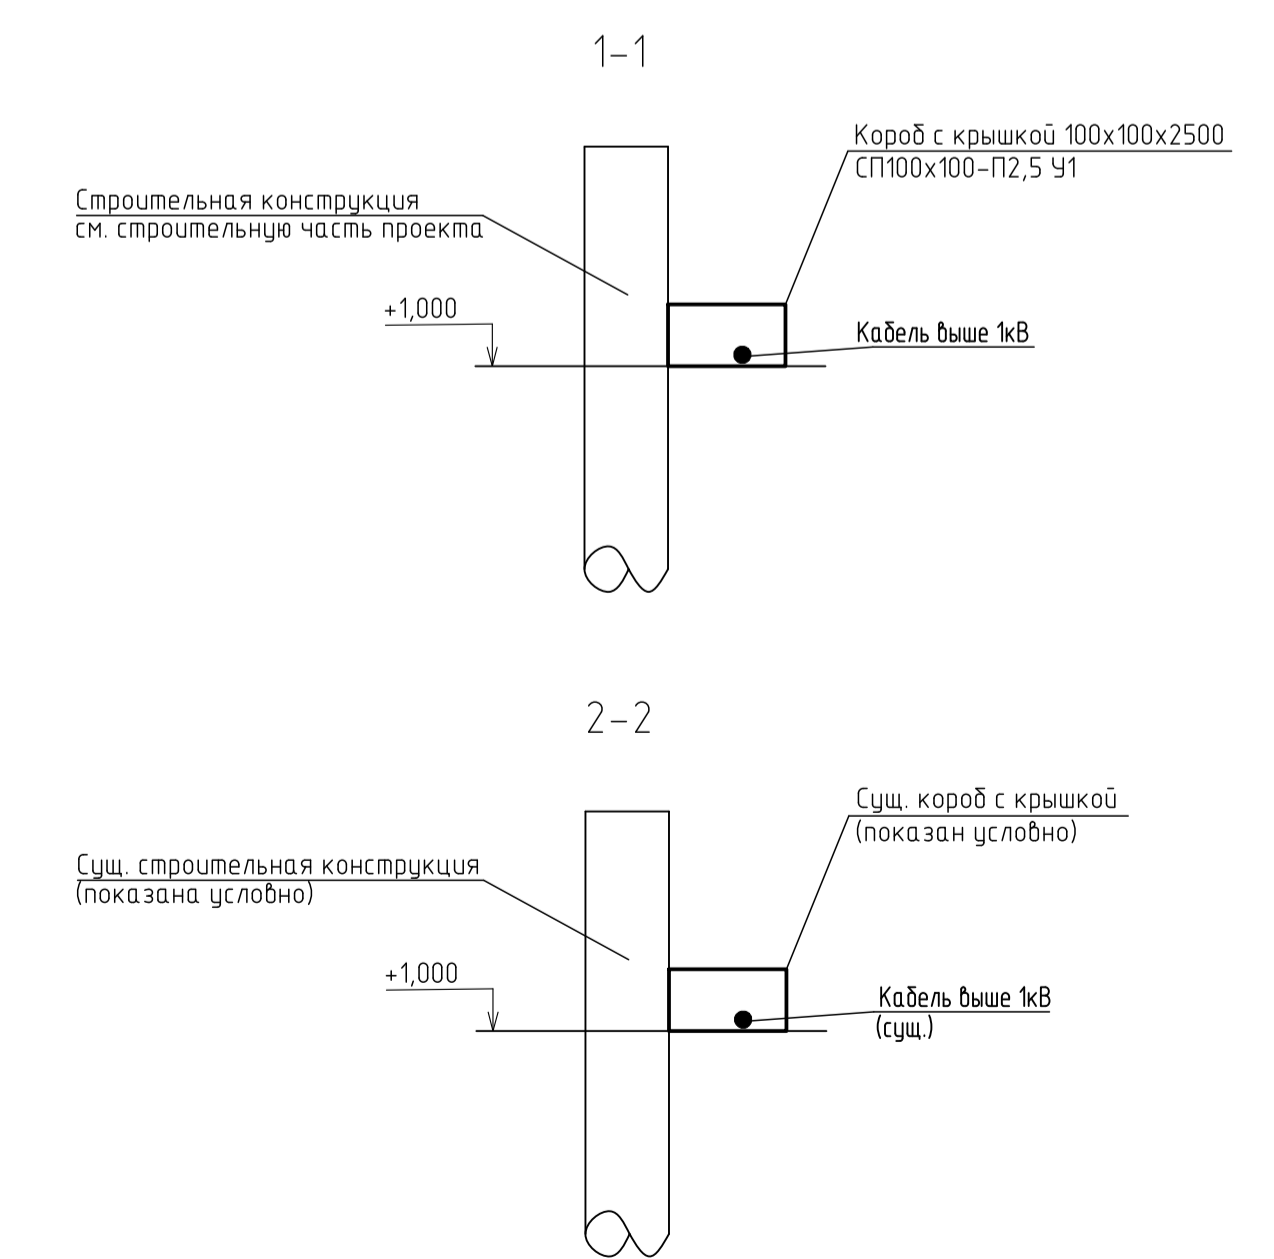 1-1
Короб с крышкой 100х100х2500
СП100х100-П2,5 У1
Строительная конструкция
см. строительную часть проекта
+1,000
Кабель выше 1кВ
2-2
Сущ. короб с крышкой
(показан условно)
Сущ. строительная конструкция
(показана условно)
+1,000
Кабель выше 1кВ
(сущ.)